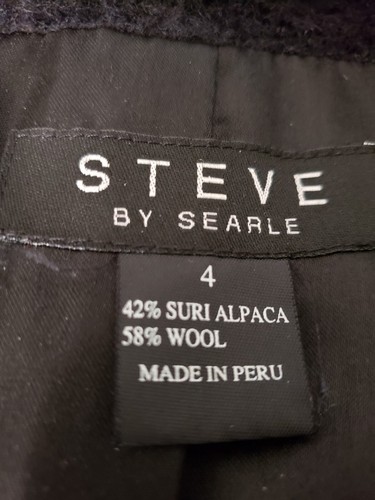 STEVE
BY SEARLE
4
42% SURI ALPACA
58% WOOL
MADE IN PERU